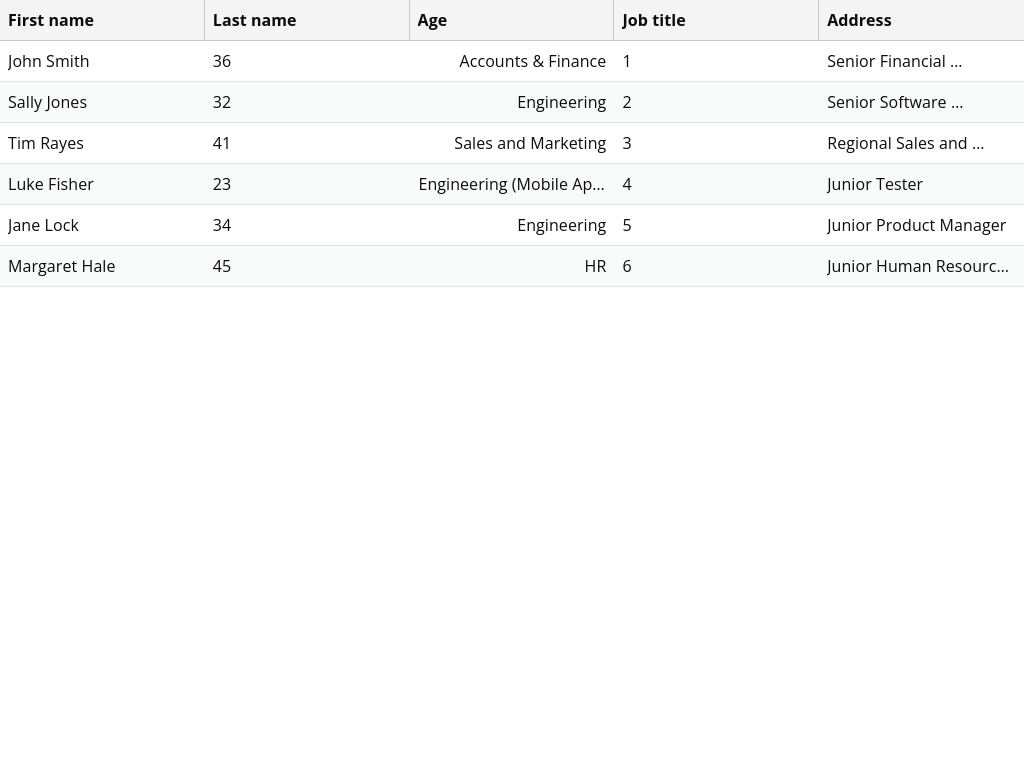 First name Last name Age Job title Address
John Smith 36 Accounts & Finance 1 Senior Financial ...
Sally Jones 32 Engineering 2 Senior Software ...
Tim Rayes 41 Sales and Marketing 3 Regional Sales and ...
Luke Fisher 23 Engineering (Mobile Ap... 4 Junior Tester
Jane Lock 34 Engineering 5 Junior Product Manager
Margaret Hale 45 HR 6 Junior Human Resourc...